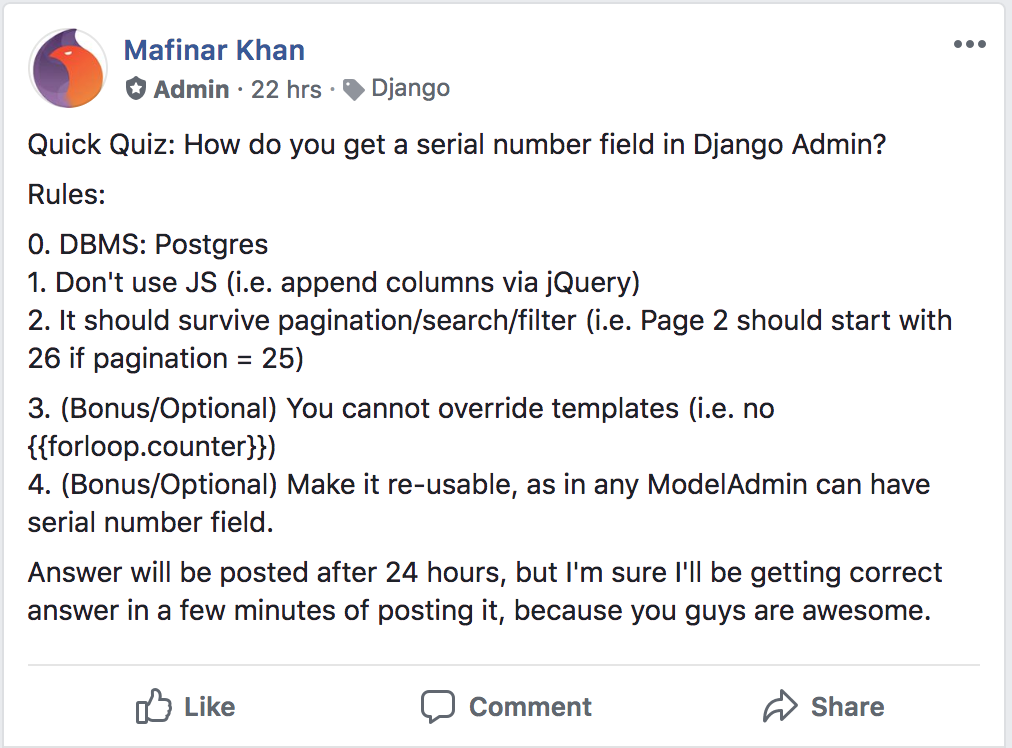 Mafinar Khan
Admin · 22 hrs · Django
Quick Quiz: How do you get a serial number field in Django Admin?
Rules:
0. DBMS: Postgres
1. Don't use JS (i.e. append columns via jQuery)
2. It should survive pagination/search/filter (i.e. Page 2 should start with
26 if pagination = 25)
3. (Bonus/Optional) You cannot override templates (i.e. no
{{forloop.counter}})
4. (Bonus/Optional) Make it re-usable, as in any ModelAdmin can have
serial number field.
Answer will be posted after 24 hours, but I'm sure I'll be getting correct
answer in a few minutes of posting it, because you guys are awesome.
Like Comment Share